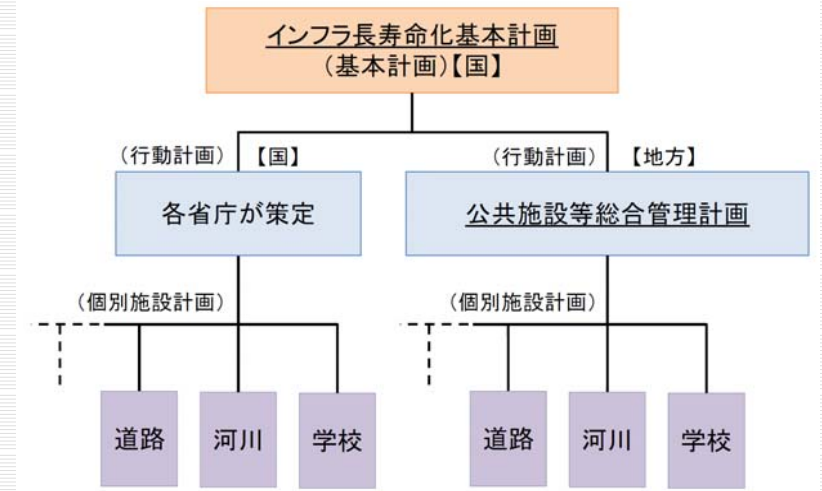 インフラ長寿命化基本計画
(基本計画)【国】
(行動計画) 【国】
各省庁が策定
(行動計画) 【地方】
公共施設等総合管理計画
(個別施設計画)
道路
河川
学校
(個別施設計画)
道路
河川
学校